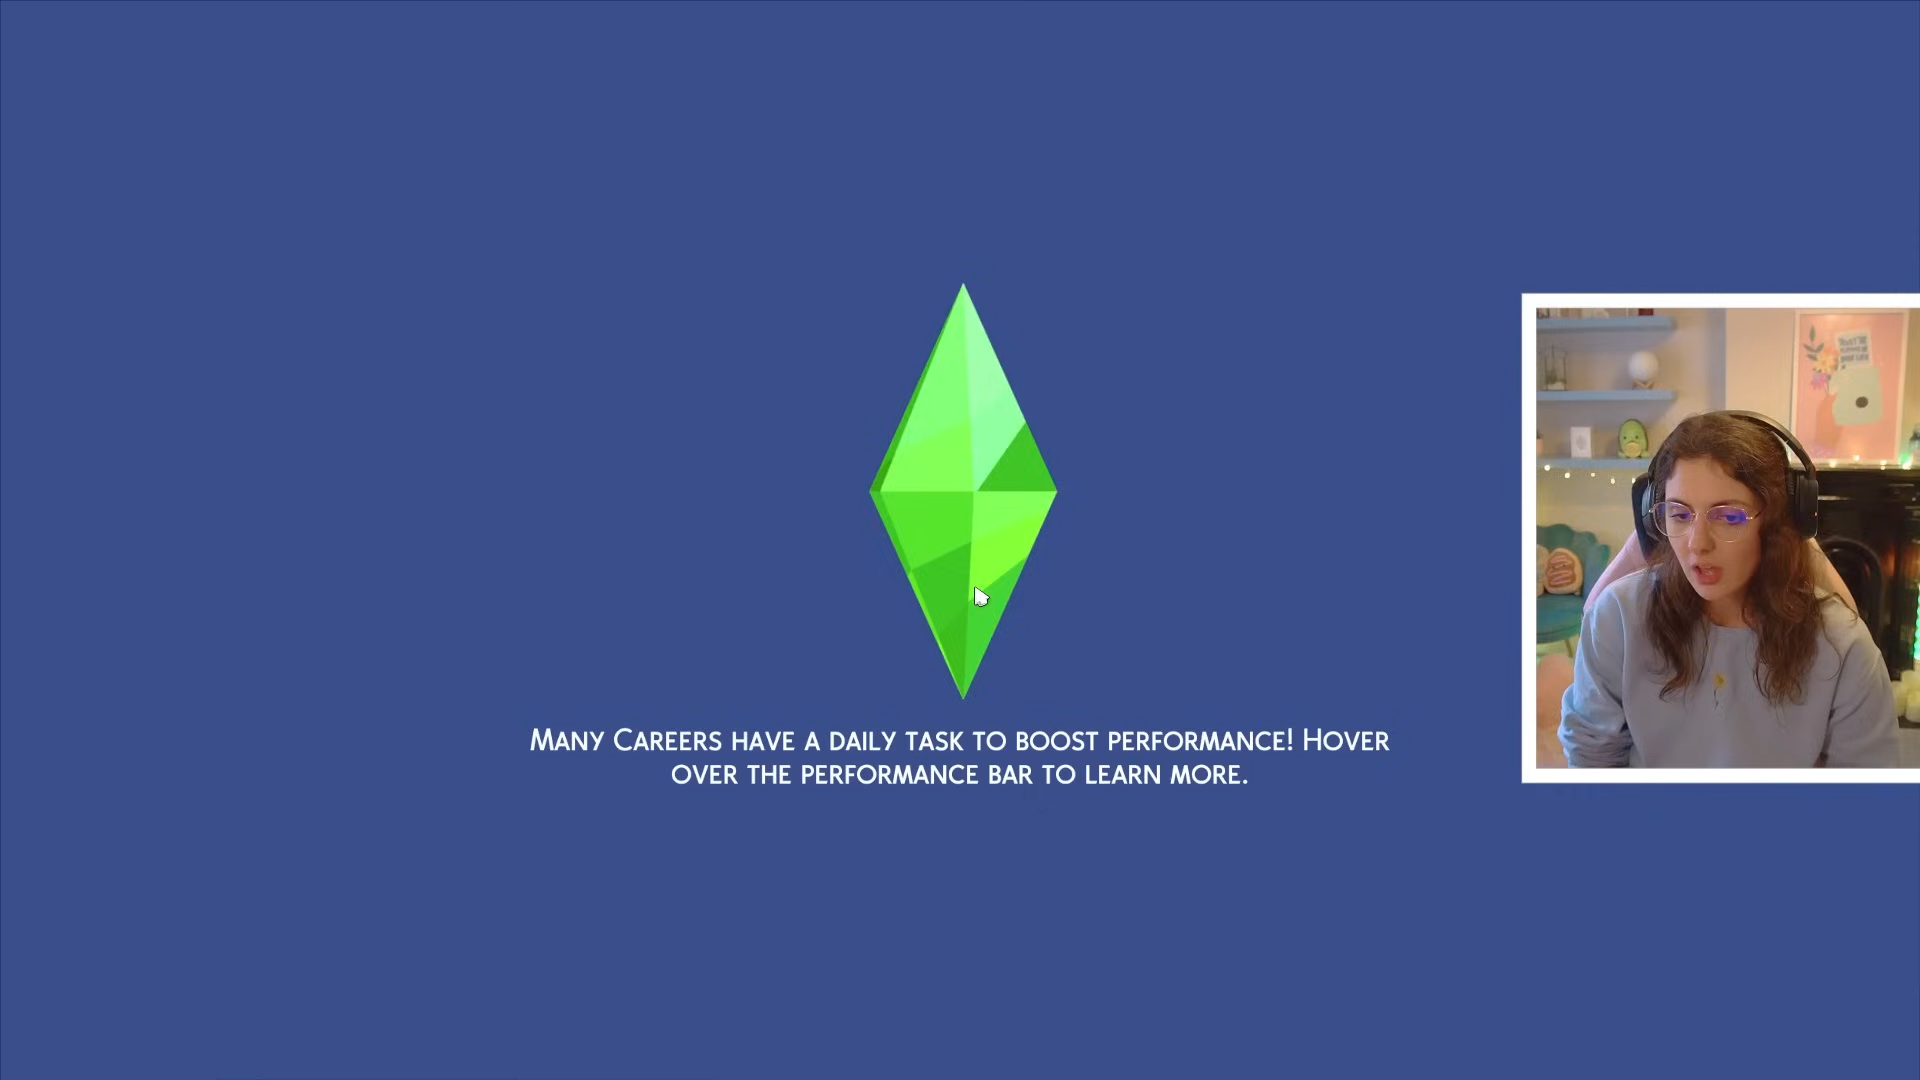 Many Careers have a daily task to boost performance! Hover
over the performance bar to learn more.